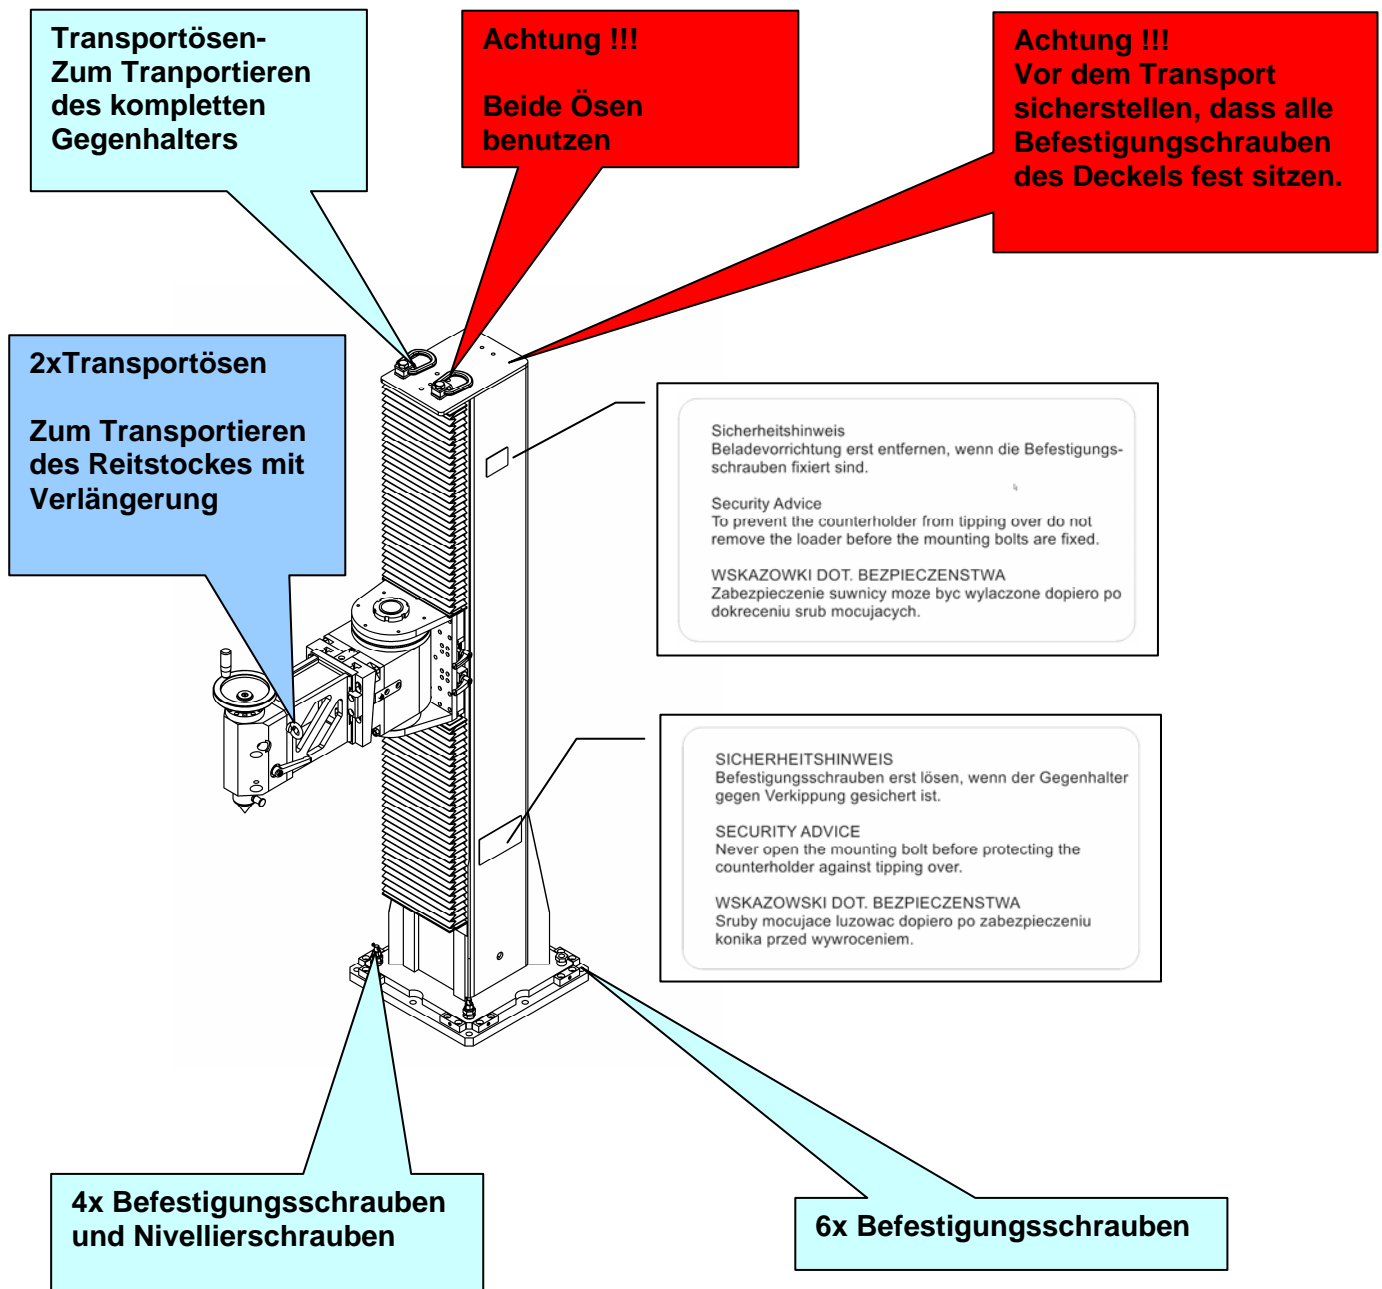 Transportösen-
Zum Tranportieren
des kompletten
Gegenhalters
Achtung !!!
Beide Ösen
benutzen
Achtung !!!
Vor dem Transport
sicherstellen, dass alle
Befestigungschrauben
des Deckels fest sitzen.
2xTransportösen
Zum Transportieren
des Reitstockes mit
Verlängerung
Sicherheitshinweis
Beladevorrichtung erst entfernen, wenn die Befestigungs-
schrauben fixiert sind.
Security Advice
To prevent the counterholder from tipping over do not
remove the loader before the mounting bolts are fixed.
WSKAZOWKI DOT. BEZPIECZENSTWA
Zabezpieczenie suwnicy moze byc wylaczone dopiero po
dokreceniu srub mocujacych.
SICHERHEITSHINWEIS
Befestigungsschrauben erst lösen, wenn der Gegenhalter
gegen Verkippung gesichert ist.
SECURITY ADVICE
Never open the mounting bolt before protecting the
counterholder against tipping over.
WSKAZOWSKI DOT. BEZPIECZENSTWA
Sruby mocujace luzowac dopiero po zabezpieczeniu
konika przed wywroceniem.
4x Befestigungsschrauben
und Nivellierschrauben
6x Befestigungsschrauben